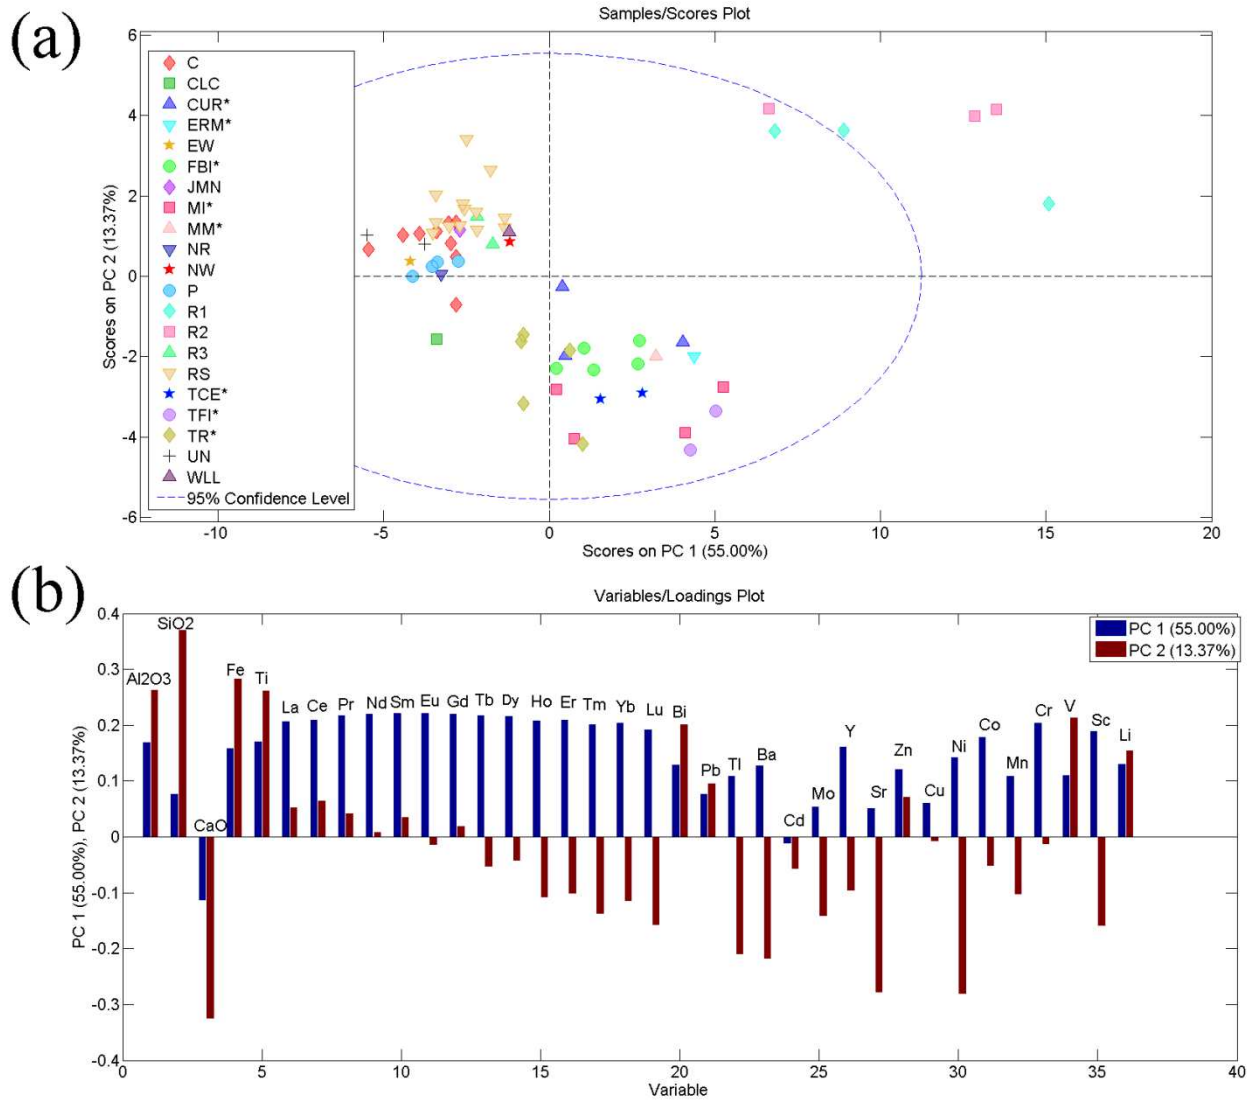 (a)
Samples/Scores Plot
6
4
2
0
-2
-4
-6
Scores on PC 2 (13.37%)
C
CLC
CUR*
ERM*
EW
FBI*
JMN
MI*
MM*
NR
NW
P
R1
R2
R3
RS
TCE*
TFI*
TR*
UN
WLL
95% Confidence Level
-10 -5 0 5 10 15 20
Scores on PC 1 (55.00%)
(b)
Variables/Loadings Plot
0.4
0.3
0.2
0.1
0
-0.1
-0.2
-0.3
-0.4
PC 1 (55.00%), PC 2 (13.37%)
PC 1 (55.00%)
PC 2 (13.37%)
Al2O3 SiO2 CaO Fe Ti La Ce Pr Nd Sm Eu Gd Tb Dy Ho Er Tm Yb Lu Bi Pb Tl Ba Cd Mo Y Sr Zn Cu Ni Co Mn Cr V Sc Li
0 5 10 15 20 25 30 35 40
Variable